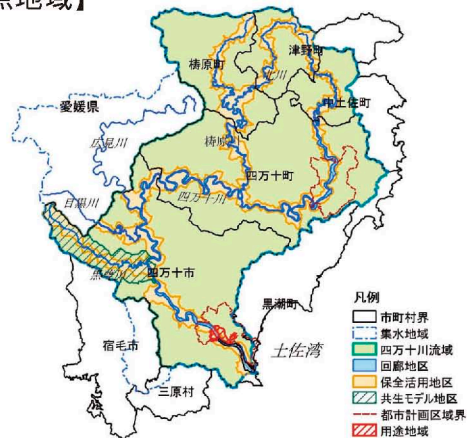 点地域】
津野町
梼原町
北川
愛媛県
中土佐町
広見川
梼原
四万十町
四万十川
目黒川
黒尊川
四万十市
黒潮町
宿毛市
土佐湾
三原村
凡例
市町村界
集水地域
四万十川流域
回廊地区
保全活用地区
共生モデル地区
都市計画区域界
用途地域